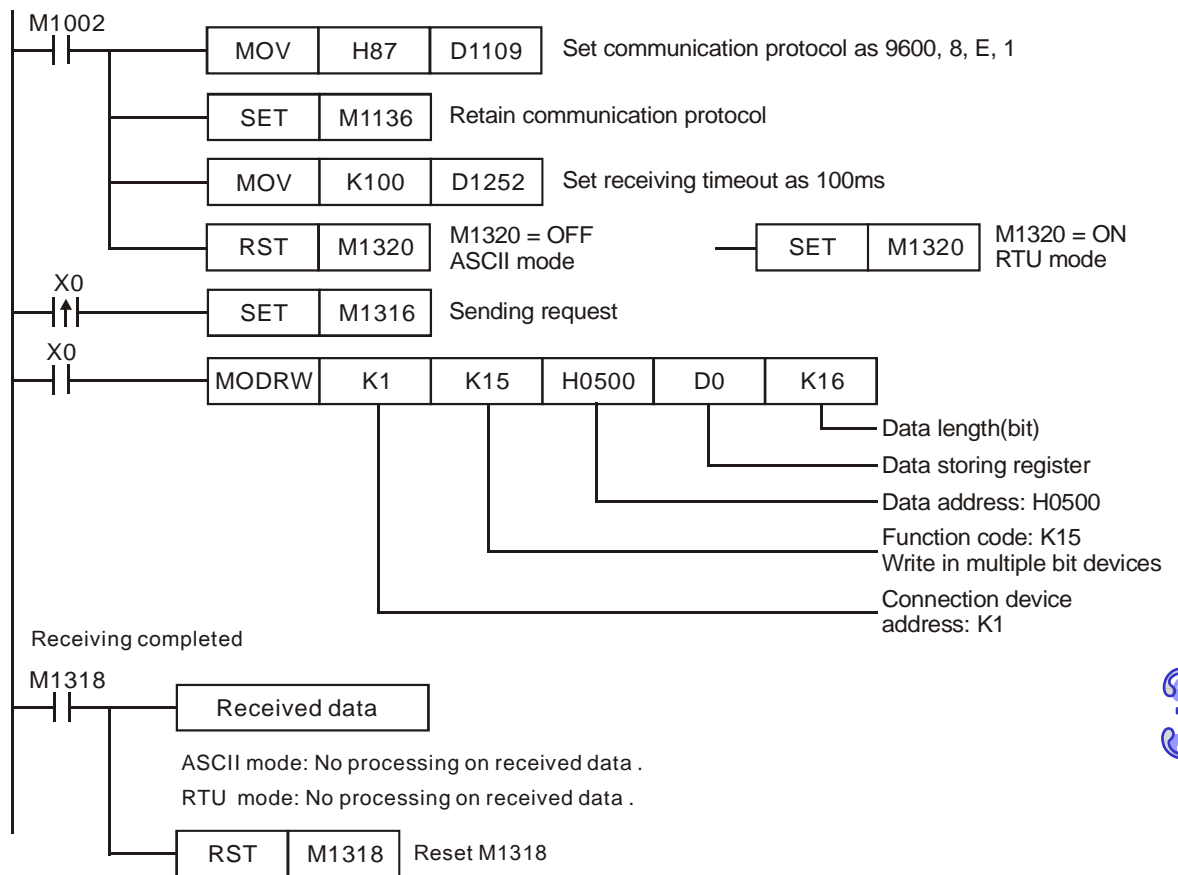 M1002
MOV H87 D1109 Set communication protocol as 9600, 8, E, 1
SET M1136 Retain communication protocol
MOV K100 D1252 Set receiving timeout as 100ms
RST M1320 M1320 = OFF
ASCII mode
SET M1320 M1320 = ON
RTU mode
X0
SET M1316 Sending request
X0
MODRW K1 K15 H0500 D0 K16
Data length(bit)
Data storing register
Data address: H0500
Function code: K15
Write in multiple bit devices
Connection device
address: K1
Receiving completed
M1318
Received data
ASCII mode: No processing on received data .
RTU mode: No processing on received data .
RST M1318 Reset M1318